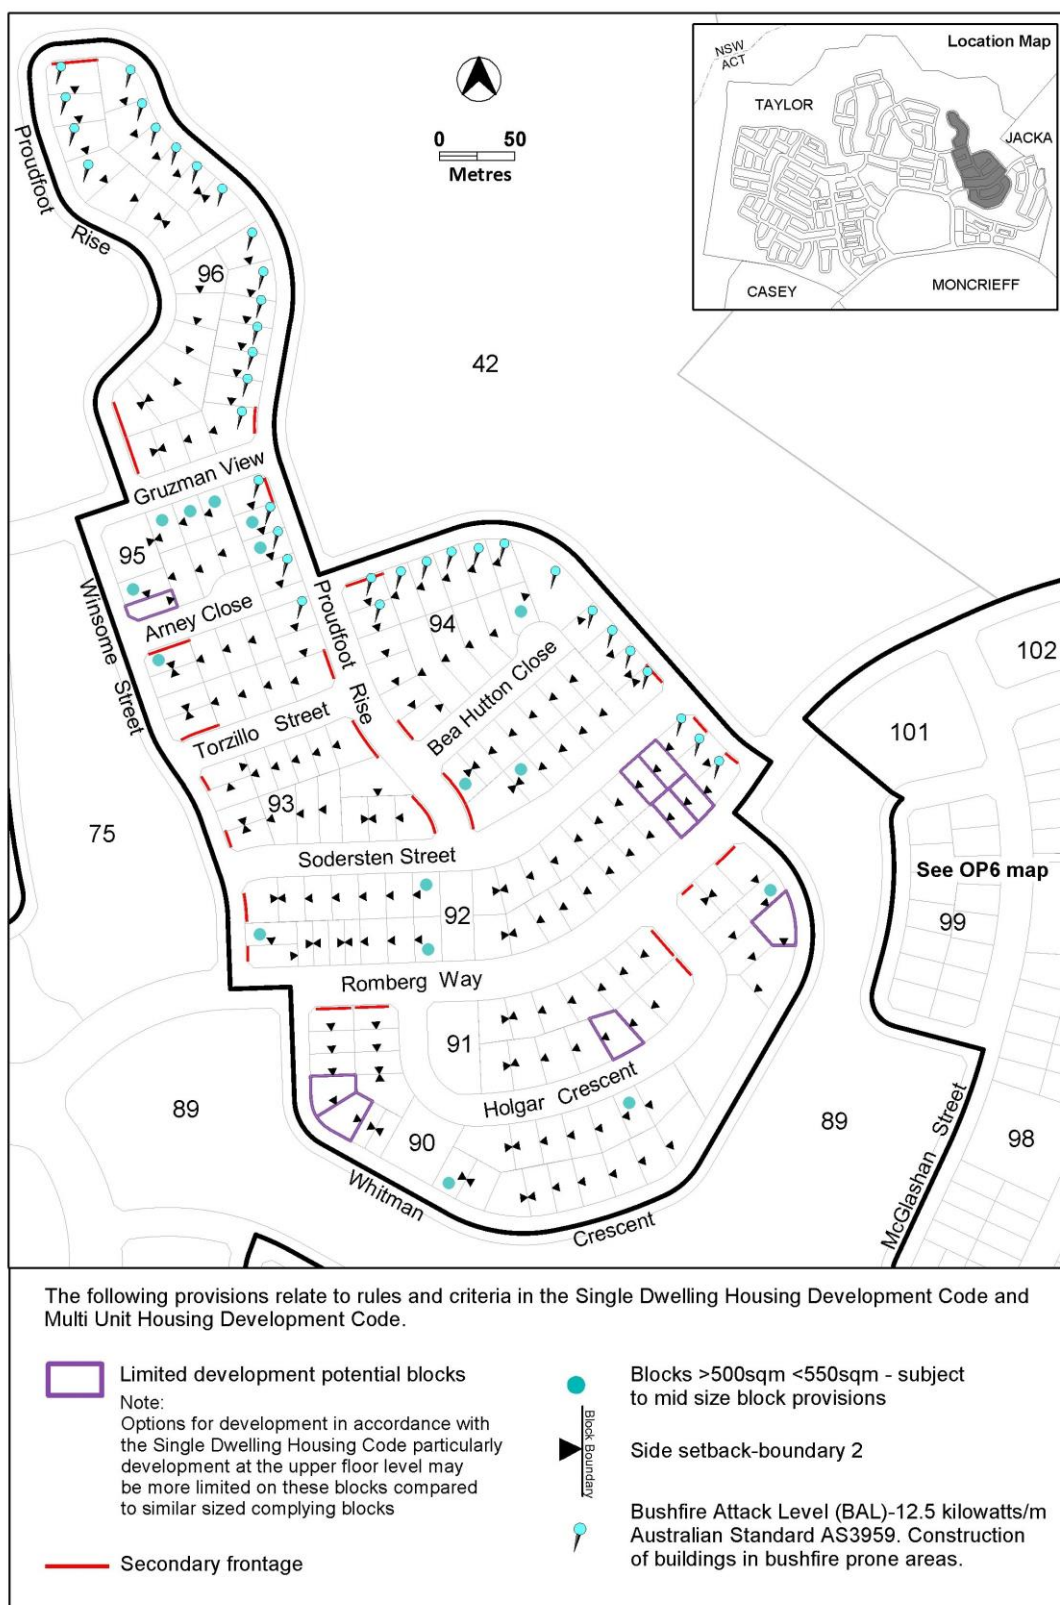 Location Map
NSW
ACT
TAYLOR
JACKA
CASEY
MONCRIEFF
0 50
Metres
Proudfoot
Rise
96
42
Gruzman View
95
Winsome Street
Arney Close
Proudfoot Rise
94
Bea Hutton Close
102
101
Torzillo Street
93
75
Sodersten Street
See OP6 map
99
92
Romberg Way
91
Holgar Crescent
89
90
89
98
Whitman
Crescent
McGlashan Street
The following provisions relate to rules and criteria in the Single Dwelling Housing Development Code and
Multi Unit Housing Development Code.
Limited development potential blocks
Note:
Options for development in accordance with
the Single Dwelling Housing Code particularly
development at the upper floor level may
be more limited on these blocks compared
to similar sized complying blocks
Secondary frontage
Blocks >500sqm <550sqm - subject
to mid size block provisions
Block Boundary
Side setback-boundary 2
Bushfire Attack Level (BAL)-12.5 kilowatts/m
Australian Standard AS3959. Construction
of buildings in bushfire prone areas.